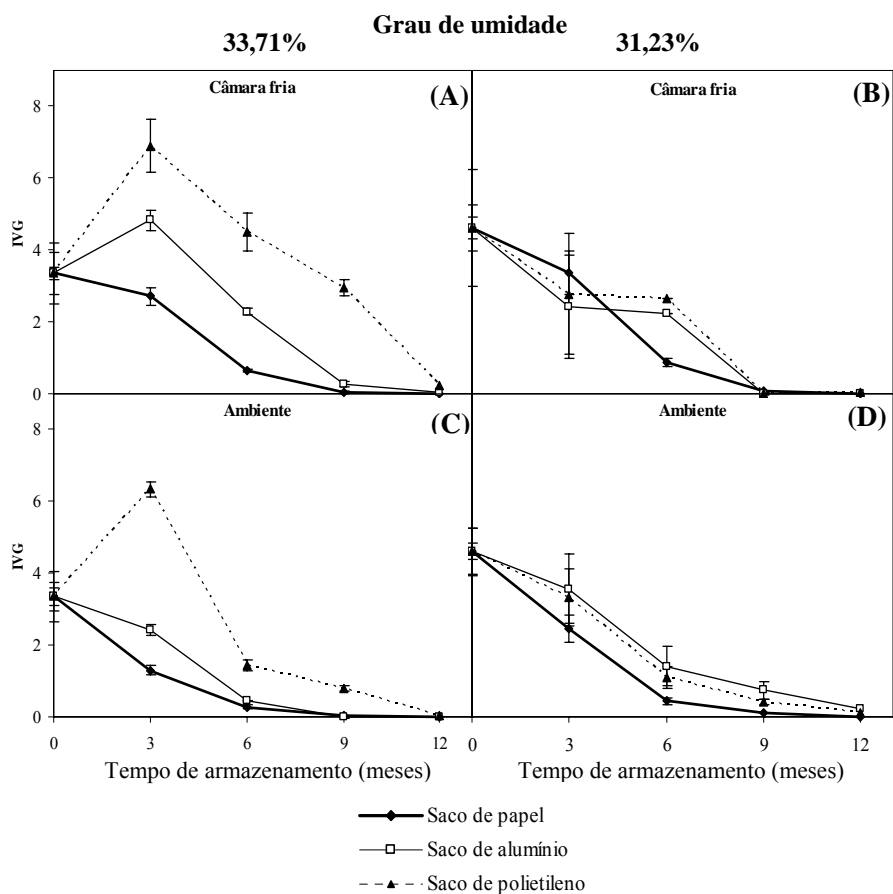 Grau de umidade
33,71% 31,23%
Câmara fria (A) Câmara fria (B)
8
6
4
2
0
IVG
Ambiente (C) Ambiente (D)
8
6
4
2
0
IVG
0 3 6 9 12 0 3 6 9 12
Tempo de armazenamento (meses) Tempo de armazenamento (meses)
Saco de papel
Saco de alumínio
Saco de polietileno